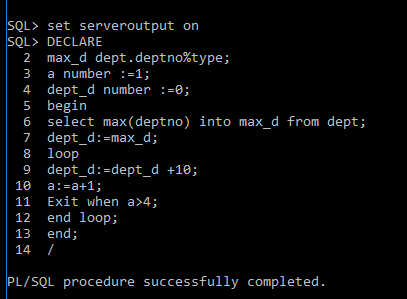 SQL> set serveroutput on
SQL> DECLARE
2 max_d dept.deptno%type;
3 a number :=1;
4 dept_d number :=0;
5 begin
6 select max(deptno) into max_d from dept;
7 dept_d:=max_d;
8 loop
9 dept_d:=dept_d +10;
10 a:=a+1;
11 Exit when a>4;
12 end loop;
13 end;
14 /
PL/SQL procedure successfully completed.